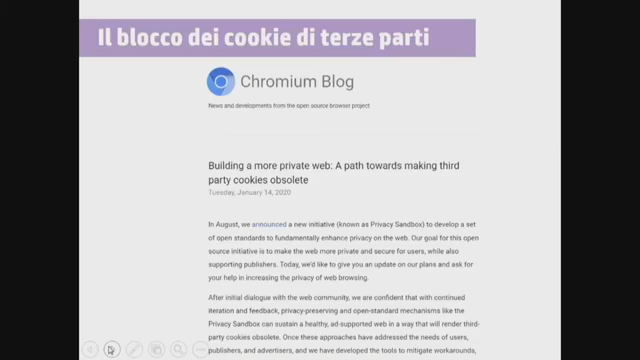 Il blocco dei cookie di terze parti
Chromium Blog
News and developments from the open source browser project
Building a more private web: A path towards making third
party cookies obsolete
Tuesday, January 14, 2020
In August, we announced a new initiative (known as Privacy Sandbox) to develop a set
of open standards to fundamentally enhance privacy on the web. Our goal for this open
source initiative is to make the web more private and secure for users, while also
supporting publishers. Today, we'd like to give you an update on our plans and ask for
your help in increasing the privacy of web browsing.
After initial dialogue with the web community, we are confident that with continued
iteration and feedback, privacy-preserving and open-standard mechanisms like the
Privacy Sandbox can sustain a healthy, ad-supported web in a way that will render third-
party cookies obsolete. Once these approaches have addressed the needs of users,
publishers, and advertisers, and we have developed the tools to mitigate workarounds,